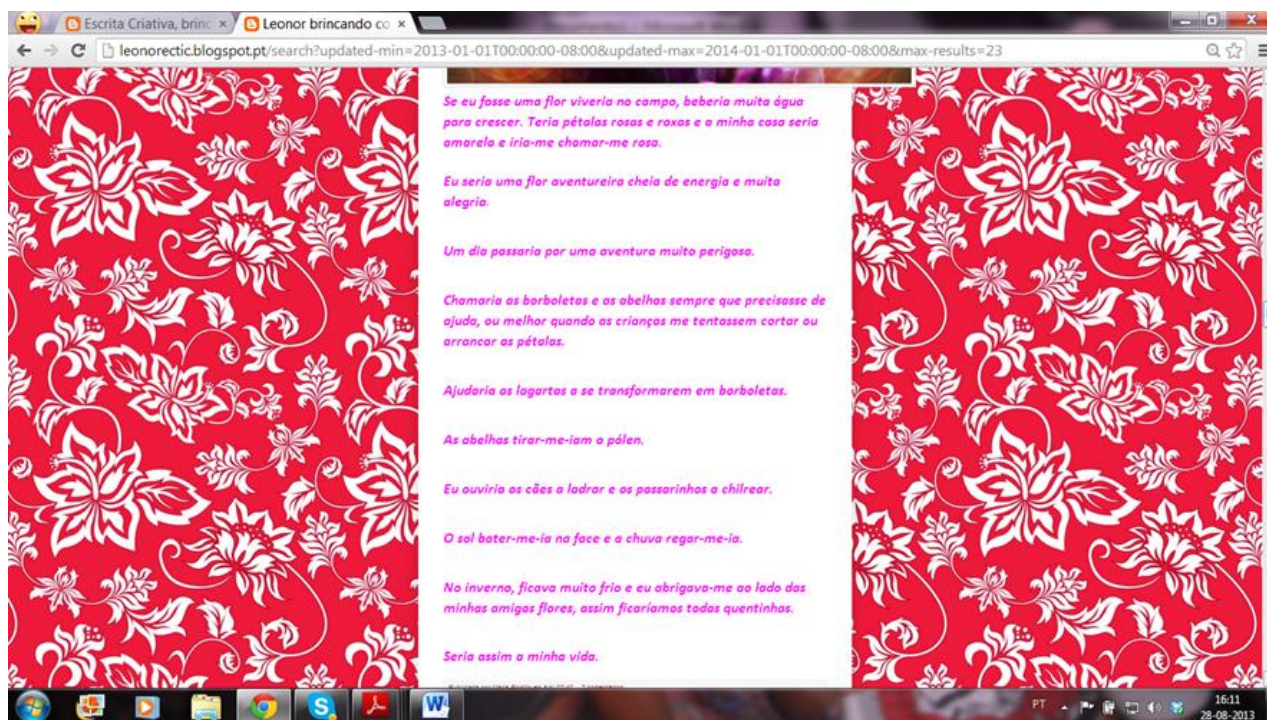 Escrita Criativa, brinc
Leonor brincando co
leonorectic.blogspot.pt/search?updated-min=2013-01-01T00:00:00-08:00&updated-max=2014-01-01T00:00:00-08:00&max-results=23
Se eu fosse uma flor viveria no campo, beberia muita água
para crescer. Teria pétalas rosas e roxas e a minha casa seria
amarela e iria-me chamar-me rosa.
Eu seria uma flor aventureira cheia de energia e muita
alegria.
Um dia passaria por uma aventura muito perigosa.
Chamaria as borboletas e as abelhas sempre que precisasse de
ajuda, ou melhor quando as crianças me tentassem cortar ou
arrancar as pétalas.
Ajudaria as lagartas a se transformarem em borboletas.
As abelhas tirar-me-iam o pólen.
Eu ouviria os cães a ladrar e os passarinhos a chilrear.
O sol bater-me-ia na face e a chuva regar-me-ia.
No inverno, ficava muito frio e eu abrigava-me ao lado das
minhas amigas flores, assim ficaríamos todas quentinhas.
Seria assim a minha vida.
PT
16:11
28-08-2013